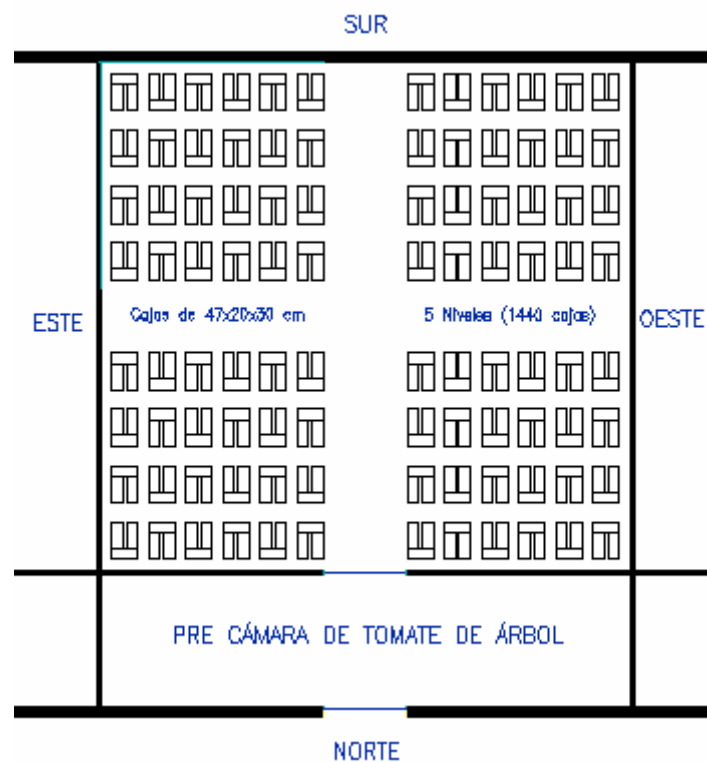 SUR
Cajas de 47x20x30 cm
5 Niveles (1440 cajas)
ESTE
OESTE
PRE CÁMARA DE TOMATE DE ÁRBOL
NORTE